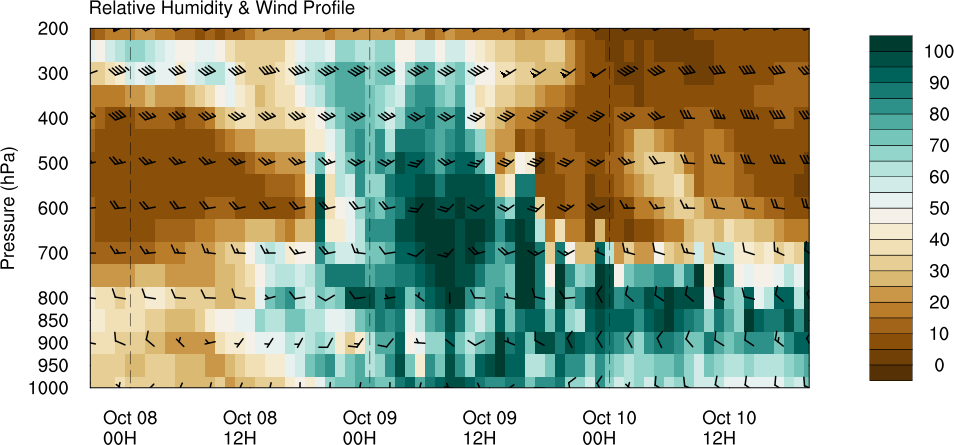 Relative Humidity & Wind Profile
200
300
400
500
600
700
800
850
900
950
1000
Pressure (hPa)
Oct 08
00H
Oct 08
12H
Oct 09
00H
Oct 09
12H
Oct 10
00H
Oct 10
12H
100
90
80
70
60
50
40
30
20
10
0